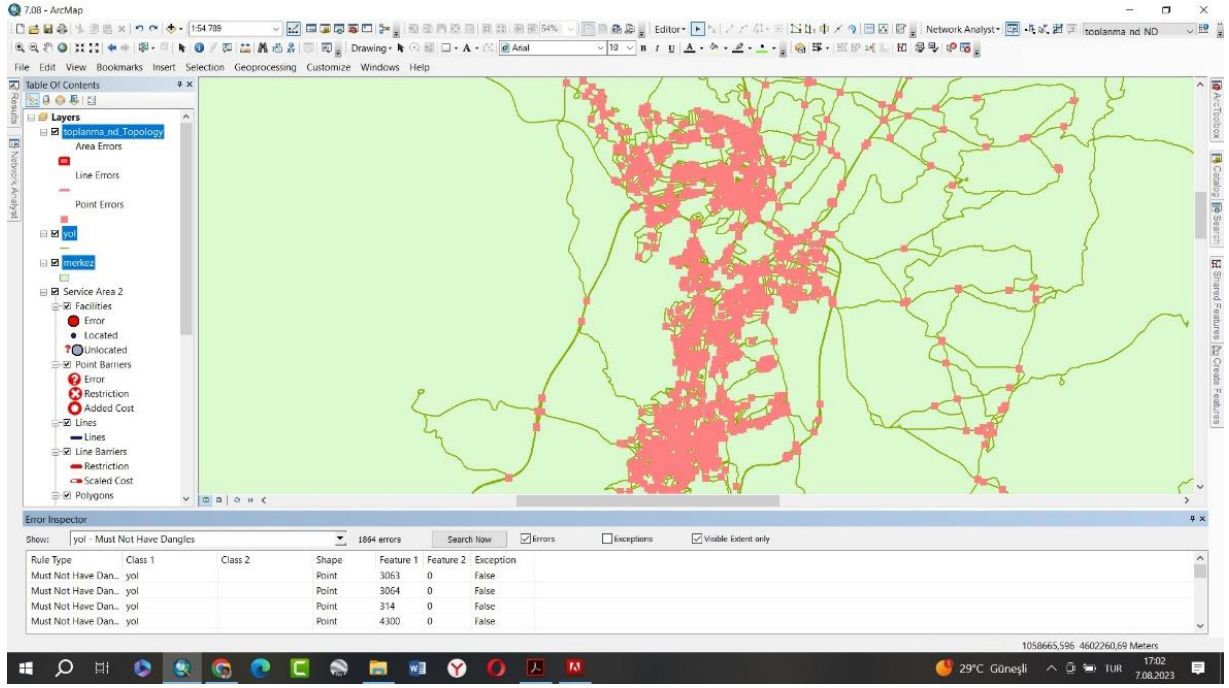 7.08 - ArcMap
1:54.789
54%
Editor
Network Analyst
toplanma_nd_ND
Drawing
Arial
10
B I U A
File Edit View Bookmarks Insert Selection Geoprocessing Customize Windows Help
Table Of Contents
Results
Network Analyst
Layers
toplanma_nd_Topology
Area Errors
Line Errors
Point Errors
yol
merkez
Service Area 2
Facilities
Error
Located
Unlocated
Point Barriers
Error
Restriction
Added Cost
Lines
Lines
Line Barriers
Restriction
Scaled Cost
Polygons
ArcToolbox
Catalog
Search
Shared Features
Create Features
Error Inspector
Show: yol - Must Not Have Dangles 1864 errors Search Now Errors Exceptions Visible Extent only
Rule Type Class 1 Class 2 Shape Feature 1 Feature 2 Exception
Must Not Have Dan... yol Point 3063 0 False
Must Not Have Dan... yol Point 3064 0 False
Must Not Have Dan... yol Point 314 0 False
Must Not Have Dan... yol Point 4300 0 False
1058665,596 4602260,69 Meters
29°C Güneşli TUR 17:02
7.08.2023